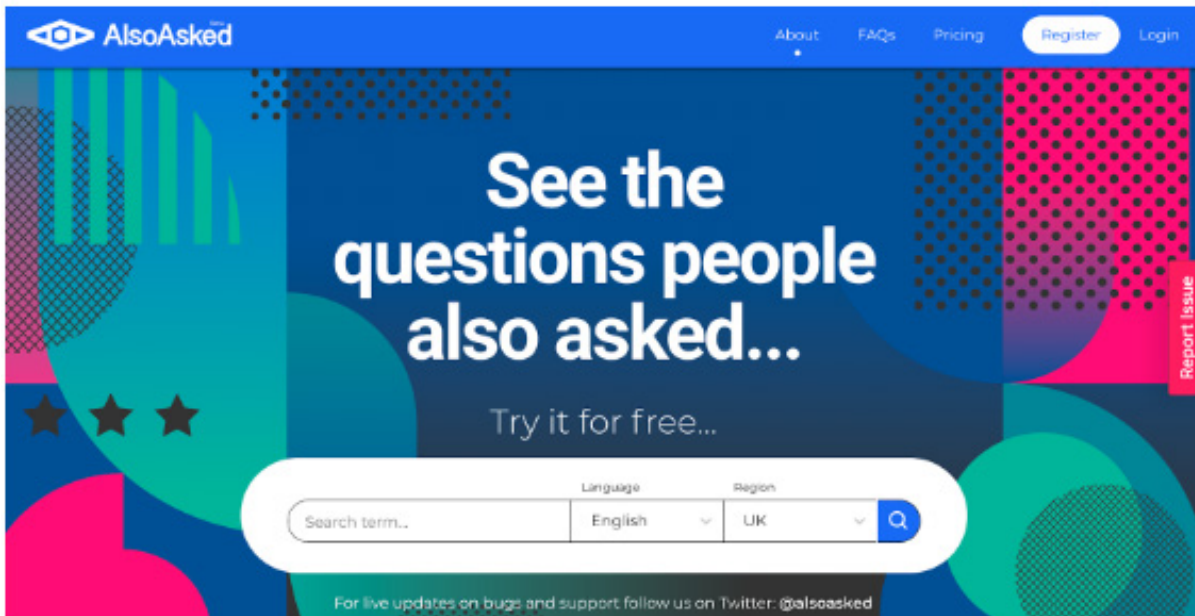 AlsoAsked
About FAQs Pricing Register Login
See the
questions people
also asked...
Report Issue
Try it for free...
Language Region
Search term... English UK
For live updates on bugs and support follow us on Twitter: @alsoasked